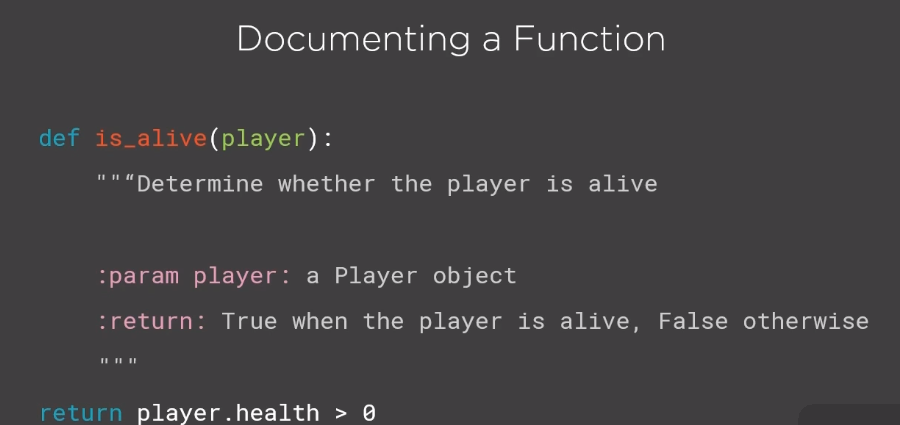 Documenting a Function
def is_alive(player):
""“Determine whether the player is alive
:param player: a Player object
:return: True when the player is alive, False otherwise
"""
return player.health > 0